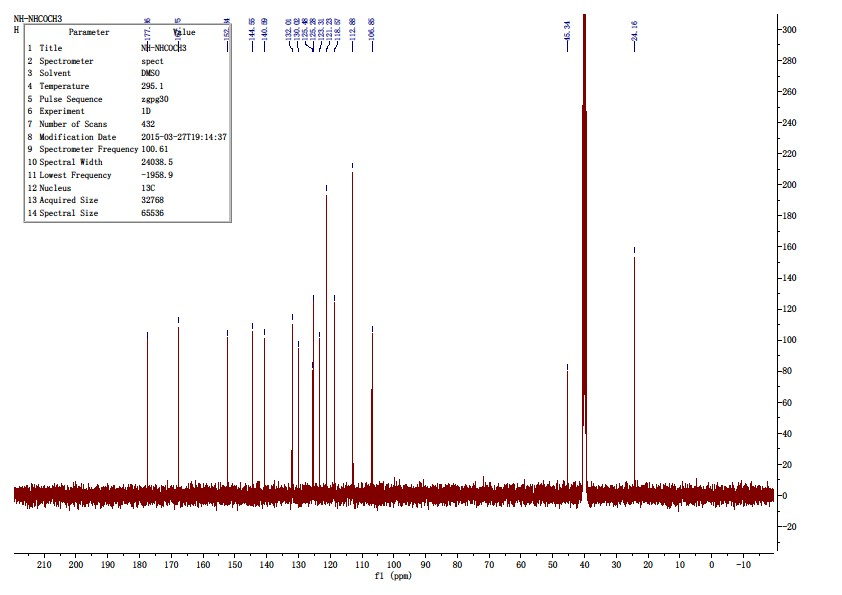 NH-NHCOCH3
H
Parameter Value
1 Title NH-NHCOCH3
2 Spectrometer spect
3 Solvent DMSO
4 Temperature 295.1
5 Pulse Sequence zgpg30
6 Experiment 1D
7 Number of Scans 432
8 Modification Date 2015-03-27T19:14:37
9 Spectrometer Frequency 100.61
10 Spectral Width 24038.5
11 Lowest Frequency -1958.9
12 Nucleus 13C
13 Acquired Size 32768
14 Spectral Size 65536
144.55
140.59
132.01
130.02
125.48
125.28
123.31
121.23
118.57
112.88
106.85
45.34
24.16
300
280
260
240
220
200
180
160
140
120
100
80
60
40
20
0
-20
210 200 190 180 170 160 150 140 130 120 110 100 90 80 70 60 50 40 30 20 10 0 -10
f1 (ppm)